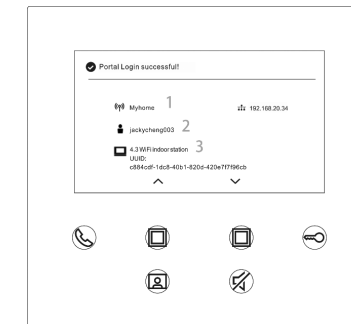 Portal Login successful!
Myhome 1 192.168.20.34
jackycheng003 2
4.3 WiFi indoor station 3
UUID:
c884cdf-1dc8-40b1-820d-420e7f7f96cb